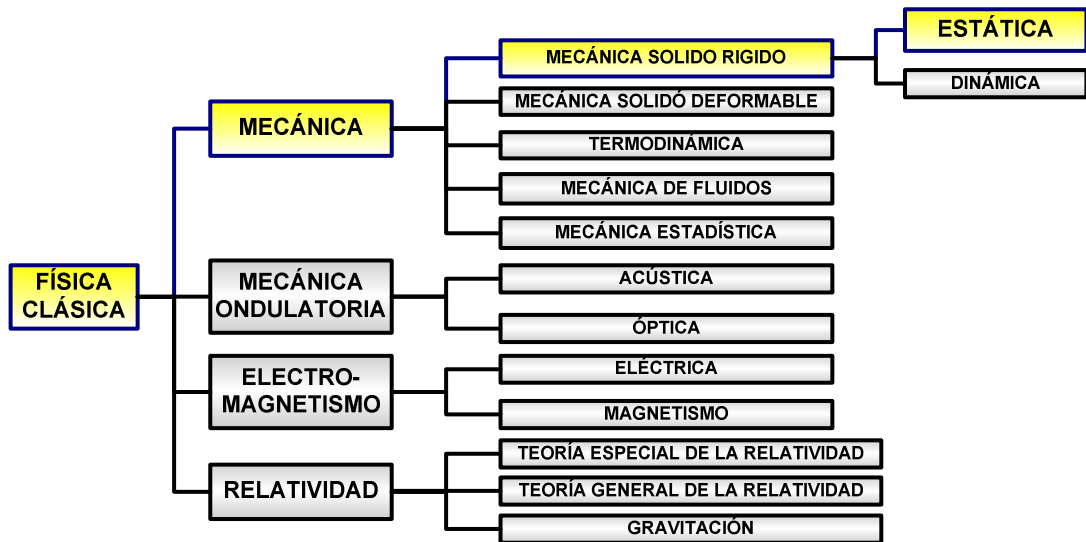 FÍSICA
CLÁSICA
MECÁNICA
MECÁNICA SOLIDO RIGIDO
ESTÁTICA
DINÁMICA
MECÁNICA SOLIDÓ DEFORMABLE
TERMODINÁMICA
MECÁNICA DE FLUIDOS
MECÁNICA ESTADÍSTICA
MECÁNICA
ONDULATORIA
ACÚSTICA
ÓPTICA
ELECTRO-
MAGNETISMO
ELÉCTRICA
MAGNETISMO
RELATIVIDAD
TEORÍA ESPECIAL DE LA RELATIVIDAD
TEORÍA GENERAL DE LA RELATIVIDAD
GRAVITACIÓN